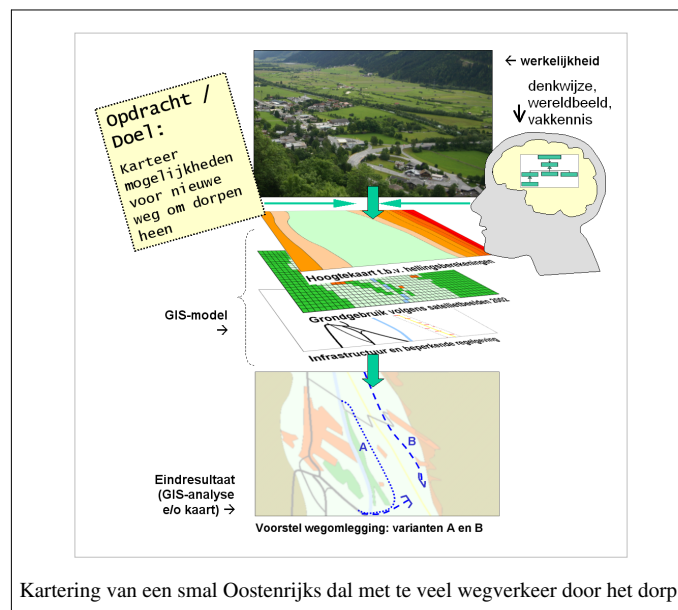 ← werkelijkheid
denkwijze,
wereldbeeld,
vakkennis
Opdracht /
Doel:
Karteer
mogelijkheden
voor nieuwe
weg om dorpen
heen
Hoogtekaart t.b.v. hellingsberekeningen
Grondgebruik volgens satellietbeelden 2002
Infrastructuur en beperkende regelgeving
GIS-model
→
A
B
Eindresultaat
(GIS-analyse
e/o kaart) →
Voorstel wegomlegging: varianten A en B
Kartering van een smal Oostenrijks dal met te veel wegverkeer door het dorp